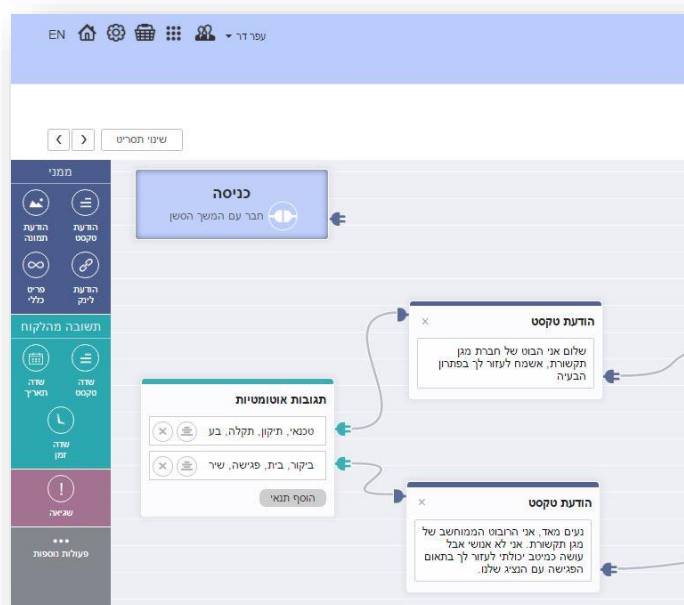 EN
עפר דר
שינוי תסריט
ממני
הודעת
טקסט
הודעת
תמונה
הודעת
לינק
פריט
כללי
תשובה מהלקוח
שדה
טקסט
שדה
תאריך
שדה
זמן
שגיאה
פעולות נוספות
כניסה
חבר עם המשך הסשן
הודעת טקסט
שלום אני הבוט של חברת מגן
תקשורת, אשמח לעזור לך בפתרון
הבעיה
תגובות אוטומטיות
טכנאי, תיקון, תקלה, בע
ביקור, בית, פגישה, שיר
הוסף תנאי
הודעת טקסט
נעים מאד, אני הרובוט הממוחשב של
מגן תקשורת. אני לא אנושי אבל
עושה כמיטב יכולתי לעזור לך בתאום
הפגישה עם הנציג שלנו.